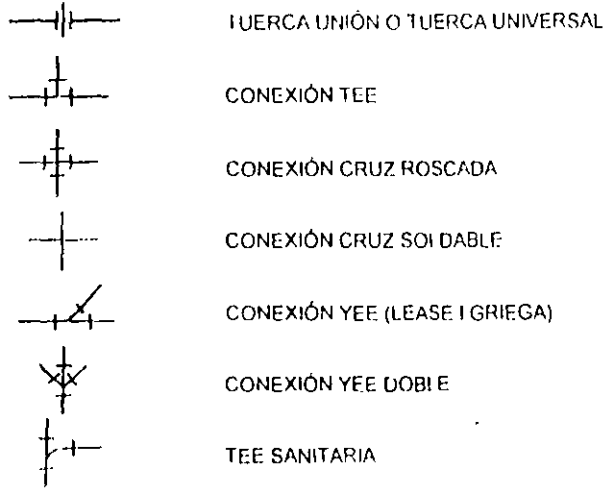 TUERCA UNIÓN O TUERCA UNIVERSAL
CONEXIÓN TEE
CONEXIÓN CRUZ ROSCADA
CONEXIÓN CRUZ SOLDABLE
CONEXIÓN YEE (LEASE I GRIEGA)
CONEXIÓN YEE DOBLE
TEE SANITARIA